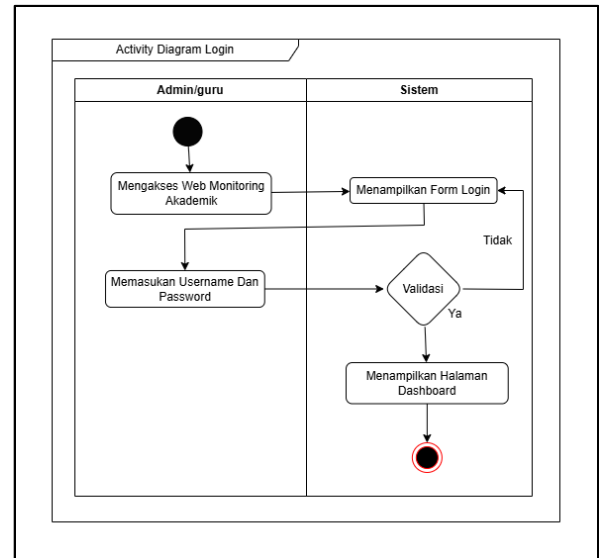 Activity Diagram Login
Admin/guru
Sistem
Mengakses Web Monitoring
Akademik
Menampilkan Form Login
Tidak
Memasukan Username Dan
Password
Validasi
Ya
Menampilkan Halaman
Dashboard